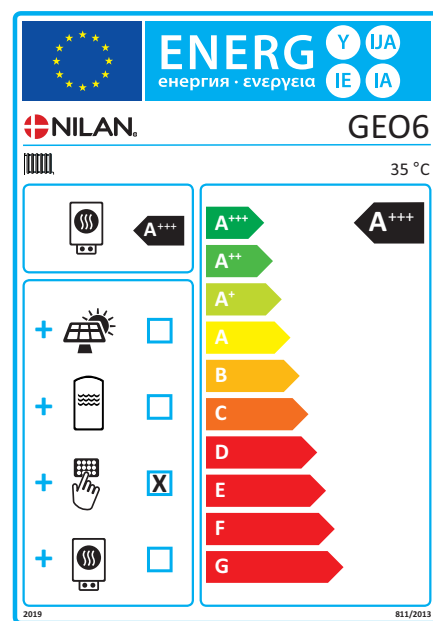 ENERG Y IJA
енергия · ενεργεια IE IA
NILAN. GEO6
35 °C
A+++
A+++ A+++
A++
A+
A
B
C
D
E
F
G
+
+
+ X
+
2019 811/2013